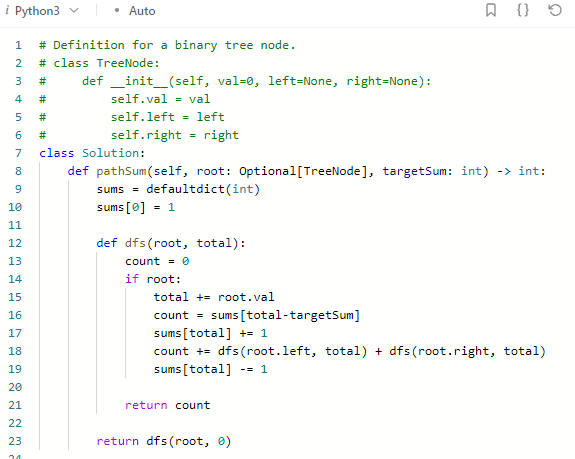 i Python3 Auto
1 # Definition for a binary tree node.
2 # class TreeNode:
3 #     def __init__(self, val=0, left=None, right=None):
4 #         self.val = val
5 #         self.left = left
6 #         self.right = right
7 class Solution:
8     def pathSum(self, root: Optional[TreeNode], targetSum: int) -> int:
9         sums = defaultdict(int)
10         sums[0] = 1
11
12         def dfs(root, total):
13             count = 0
14             if root:
15                 total += root.val
16                 count = sums[total-targetSum]
17                 sums[total] += 1
18                 count += dfs(root.left, total) + dfs(root.right, total)
19                 sums[total] -= 1
20
21             return count
22
23         return dfs(root, 0)
24